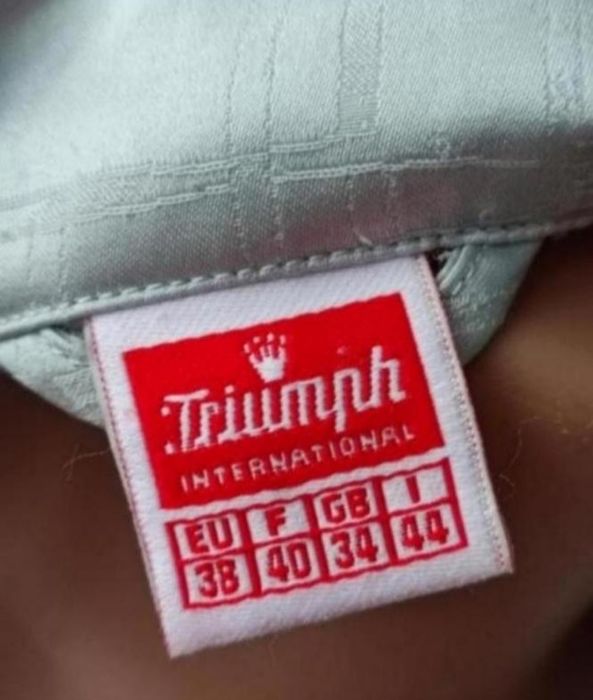 Triumph
INTERNATIONAL
EU F GB I
38 40 34 44